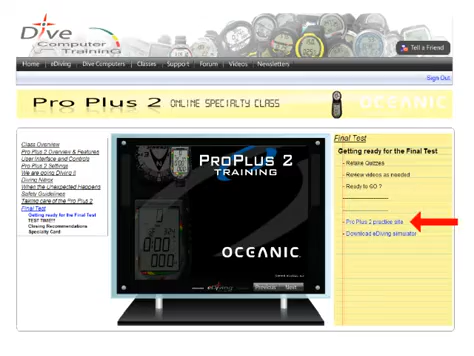 Dive
Computer
Training
Tell a Friend
Home | eDiving | Dive Computers | Classes | Support | Forum | Videos | Newsletters
Sign Out
Pro Plus 2 ONLINE SPECIALTY CLASS
OCEANIC
Class Overview
Pro Plus 2 Overview & Features
User Interface and Controls
Pro Plus 2 Settings
We are going Diving !!
Diving Nitrox
When the Unexpected Happens
Safety Guidelines
Taking care of the Pro Plus 2
Final Test
Getting ready for the Final Test
TEST TIME!!!
Closing Recommendations
Specialty Card
PROPLUS 2
TRAINING
OCEANIC
eDiving
Previous Next
Final Test
Getting ready for the Final Test
- Retake Quizzes
- Review videos as needed
- Ready to GO ?
- Pro Plus 2 practice site
- Download eDiving simulator